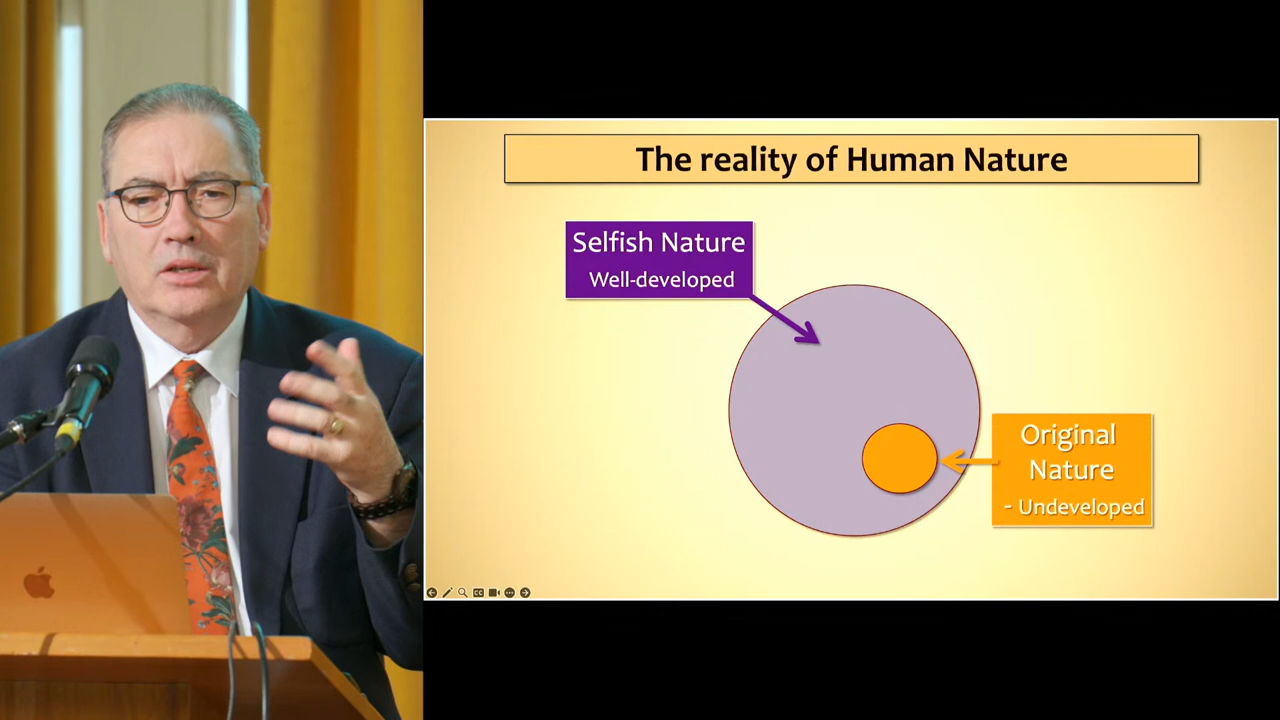 The reality of Human Nature
Selfish Nature
Well-developed
Original
Nature
- Undeveloped